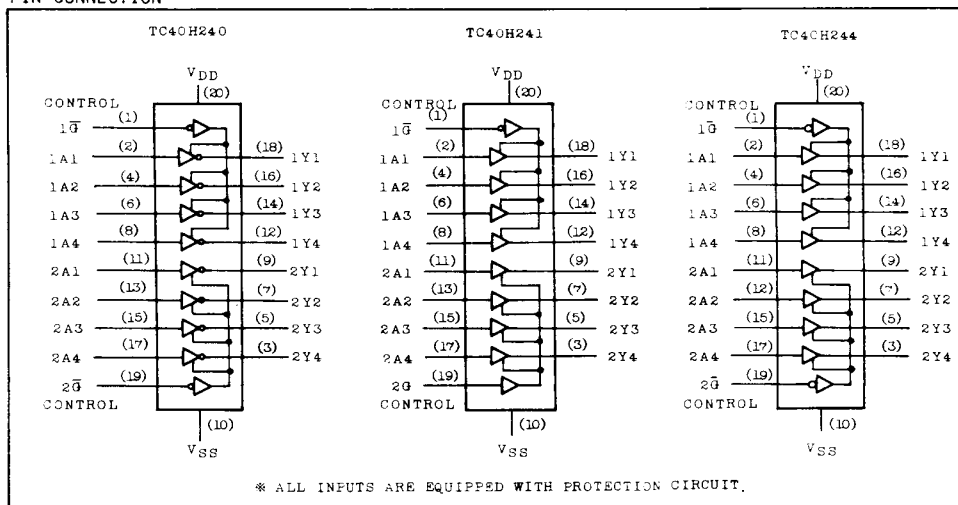 PIN CONNECTION
TC40H240
VDD
(20)
CONTROL
1G̅ (1)
1A1 (2) (18) 1Y1
1A2 (4) (16) 1Y2
1A3 (6) (14) 1Y3
1A4 (8) (12) 1Y4
2A1 (11) (9) 2Y1
2A2 (13) (7) 2Y2
2A3 (15) (5) 2Y3
2A4 (17) (3) 2Y4
2G̅ (19)
CONTROL
(10)
VSS
TC40H241
VDD
(20)
CONTROL
1G̅ (1)
1A1 (2) (18) 1Y1
1A2 (4) (16) 1Y2
1A3 (6) (14) 1Y3
1A4 (8) (12) 1Y4
2A1 (11) (9) 2Y1
2A2 (13) (7) 2Y2
2A3 (15) (5) 2Y3
2A4 (17) (3) 2Y4
2G (19)
CONTROL
(10)
VSS
TC40H244
VDD
(20)
CONTROL
1G̅ (1)
1A1 (2) (18) 1Y1
1A2 (4) (16) 1Y2
1A3 (6) (14) 1Y3
1A4 (8) (12) 1Y4
2A1 (11) (9) 2Y1
2A2 (12) (7) 2Y2
2A3 (15) (5) 2Y3
2A4 (17) (3) 2Y4
2G̅ (19)
CONTROL
(10)
VSS
※ ALL INPUTS ARE EQUIPPED WITH PROTECTION CIRCUIT.